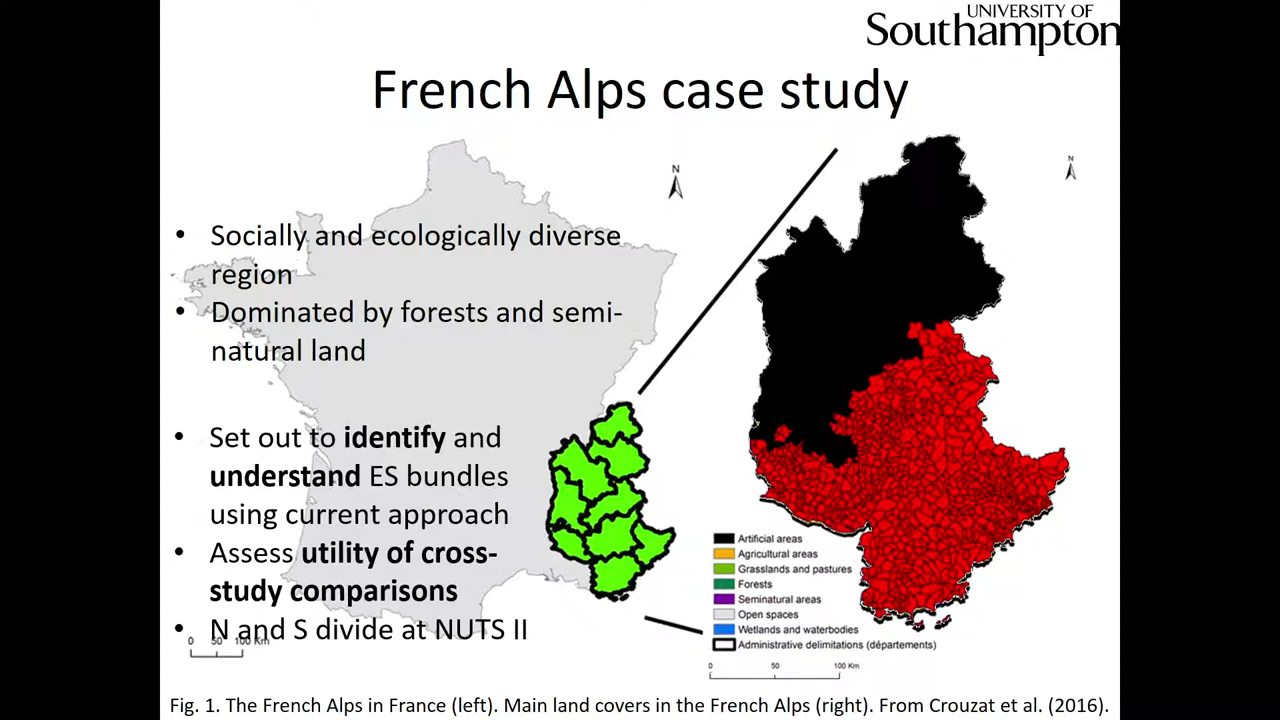 UNIVERSITY OF
Southampton
French Alps case study
N
N
• Socially and ecologically diverse
region
• Dominated by forests and semi-
natural land
• Set out to identify and
understand ES bundles
using current approach
• Assess utility of cross-
study comparisons
• N and S divide at NUTS II
0 50 100 Km
Artificial areas
Agricultural areas
Grasslands and pastures
Forests
Seminatural areas
Open spaces
Wetlands and waterbodies
Administrative delimitations (départements)
0 50 100 Km
Fig. 1. The French Alps in France (left). Main land covers in the French Alps (right). From Crouzat et al. (2016).